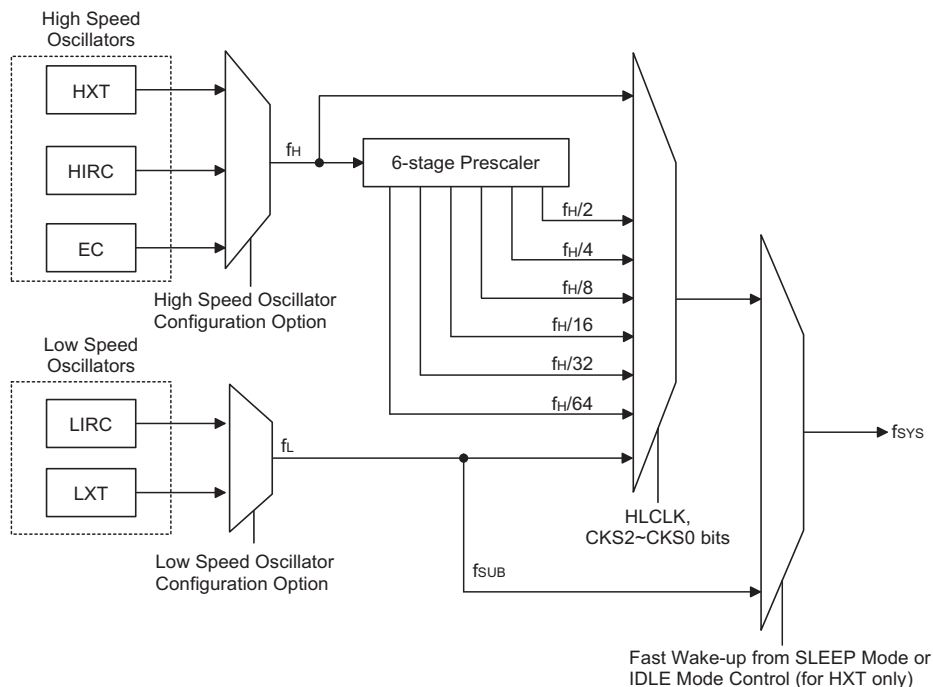 High Speed
Oscillators
HXT
HIRC
EC
fH
6-stage Prescaler
fH/2
fH/4
fH/8
fH/16
fH/32
fH/64
High Speed Oscillator
Configuration Option
Low Speed
Oscillators
LIRC
LXT
fL
Low Speed Oscillator
Configuration Option
fSUB
HLCLK,
CKS2~CKS0 bits
fSYS
Fast Wake-up from SLEEP Mode or
IDLE Mode Control (for HXT only)